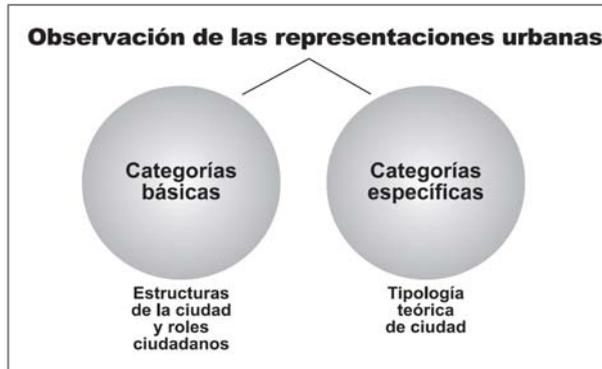 Observación de las representaciones urbanas
Categorías
básicas
Categorías
específicas
Estructuras
de la ciudad
y roles
ciudadanos
Tipología
teórica
de ciudad